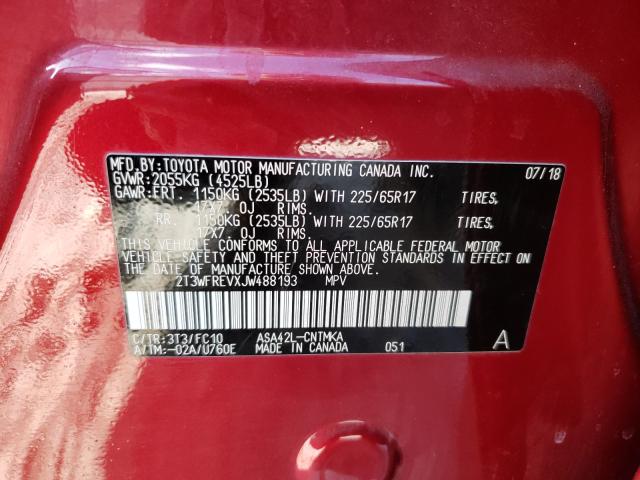 MFD.BY:TOYOTA MOTOR MANUFACTURING CANADA INC. 07/18
GVWR:2055KG (4525LB)
GAWR:FRT. 1150KG (2535LB) WITH 225/65R17 TIRES,
17X7.0J RIMS.
RR. 1150KG (2535LB) WITH 225/65R17 TIRES,
17X7.0J RIMS.
THIS VEHICLE CONFORMS TO ALL APPLICABLE FEDERAL MOTOR
VEHICLE SAFETY AND THEFT PREVENTION STANDARDS IN EFFECT ON
THE DATE OF MANUFACTURE SHOWN ABOVE.
2T3WFREVXJW488193 MPV
C/TR:3T3/FC10 ASA42L-CNTMKA A
A/TM:-02A/U760E MADE IN CANADA 051